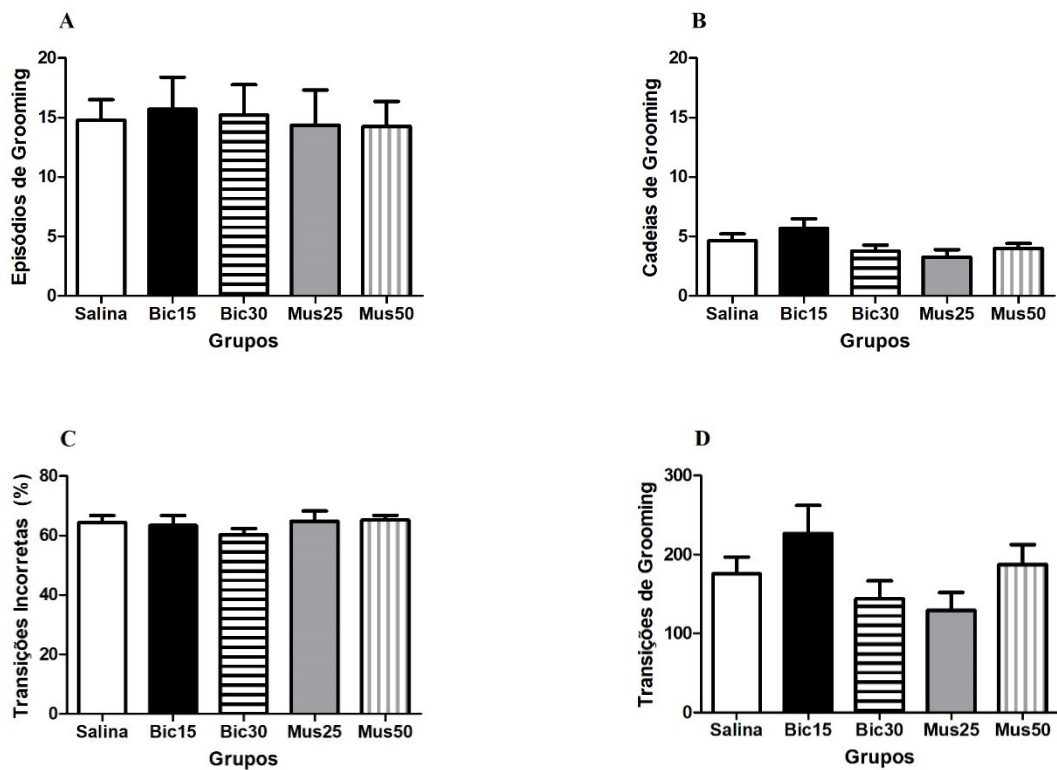 A
Episódios de Grooming
20
15
10
5
0
Salina Bic15 Bic30 Mus25 Mus50
Grupos
B
Cadeias de Grooming
20
15
10
5
0
Salina Bic15 Bic30 Mus25 Mus50
Grupos
C
Transições Incorretas (%)
80
60
40
20
0
Salina Bic15 Bic30 Mus25 Mus50
Grupos
D
Transições de Grooming
300
200
100
0
Salina Bic15 Bic30 Mus25 Mus50
Grupos